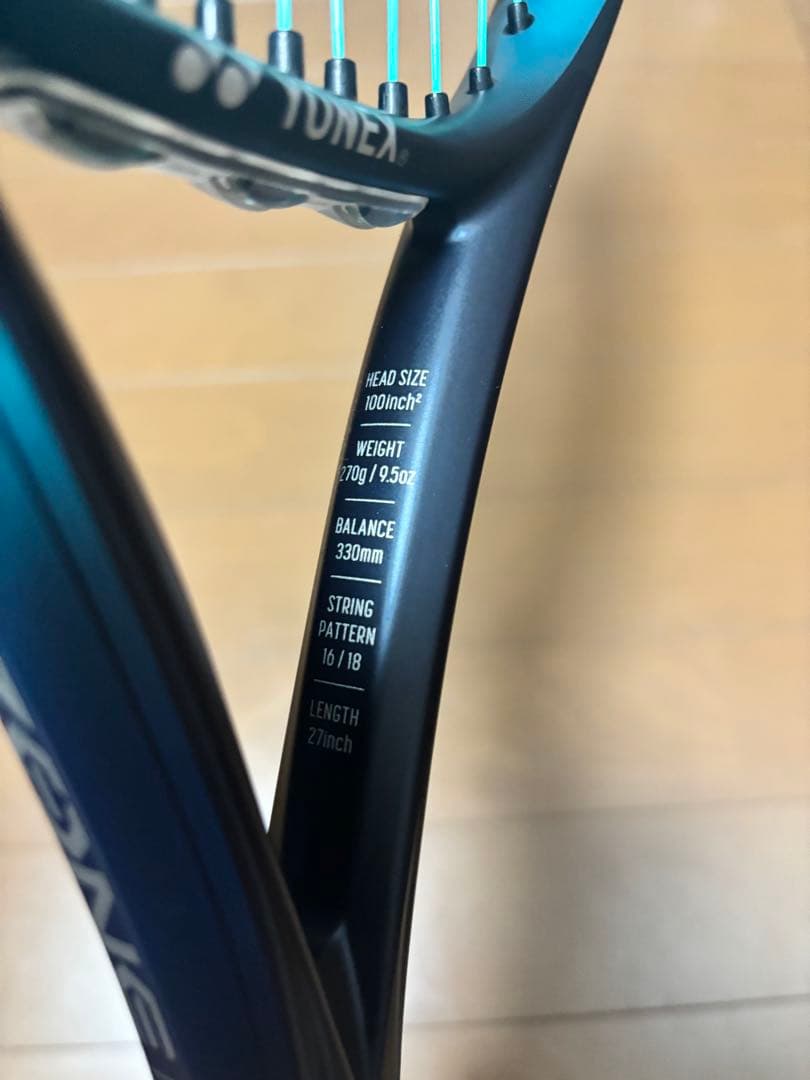 YONEX
HEAD SIZE
100inch²
WEIGHT
270g / 9.5oz
BALANCE
330mm
STRING
PATTERN
16 / 18
LENGTH
27inch